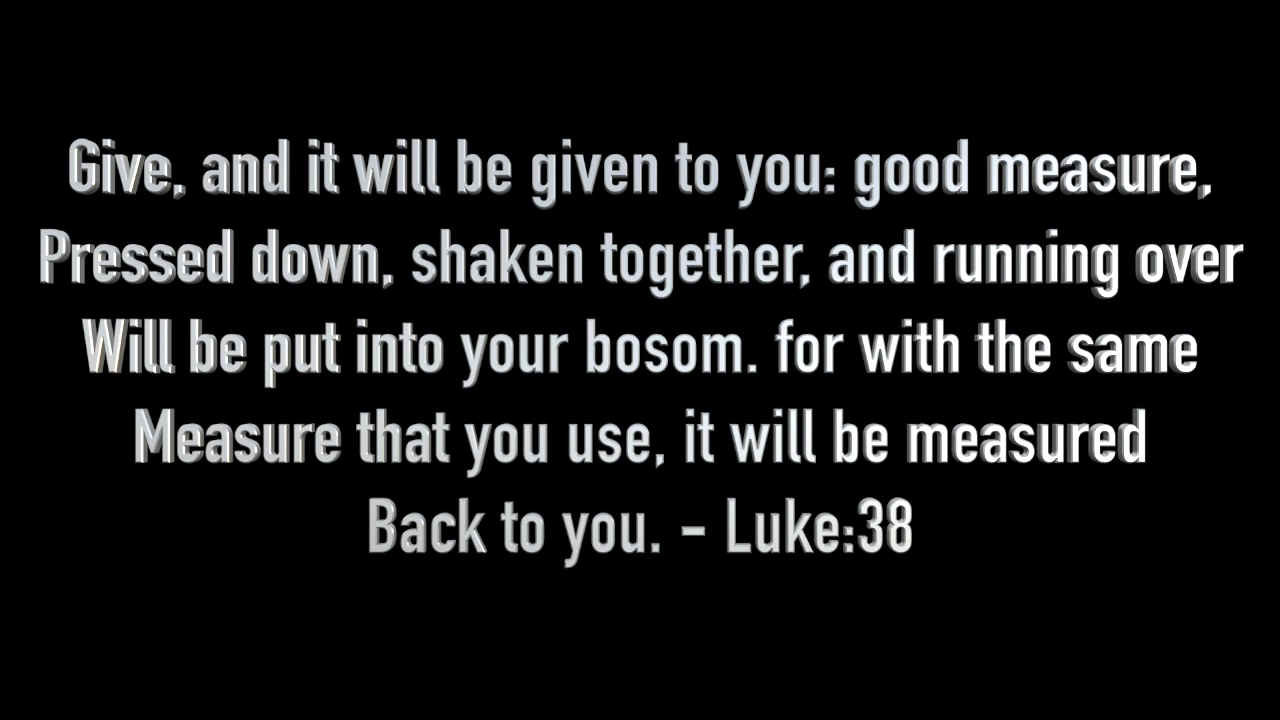 Give, and it will be given to you: good measure,
Pressed down, shaken together, and running over
Will be put into your bosom. for with the same
Measure that you use, it will be measured
Back to you. - Luke:38